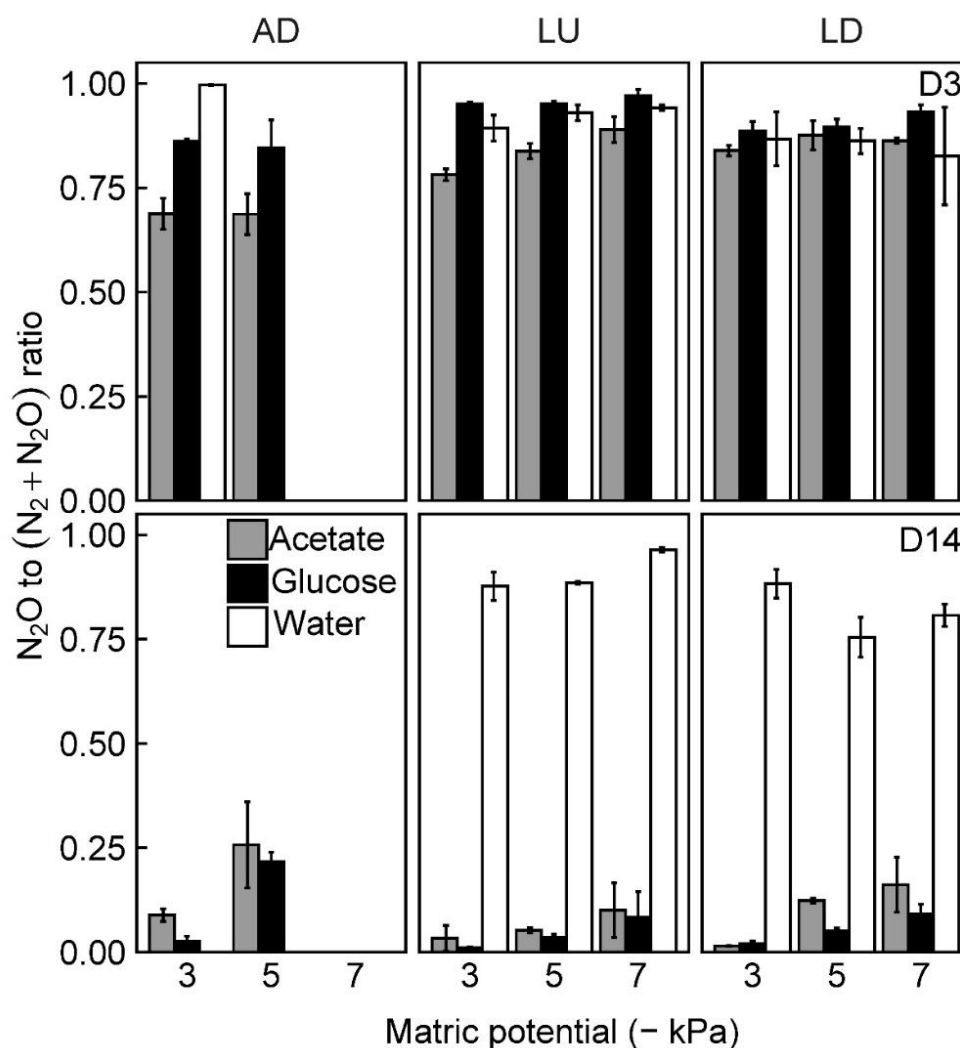 AD LU LD
D3
1.00
0.75
0.50
0.25
0.00
N₂O to (N₂ + N₂O) ratio
D14
1.00
0.75
0.50
0.25
0.00
Acetate
Glucose
Water
3 5 7 3 5 7 3 5 7
Matric potential (− kPa)